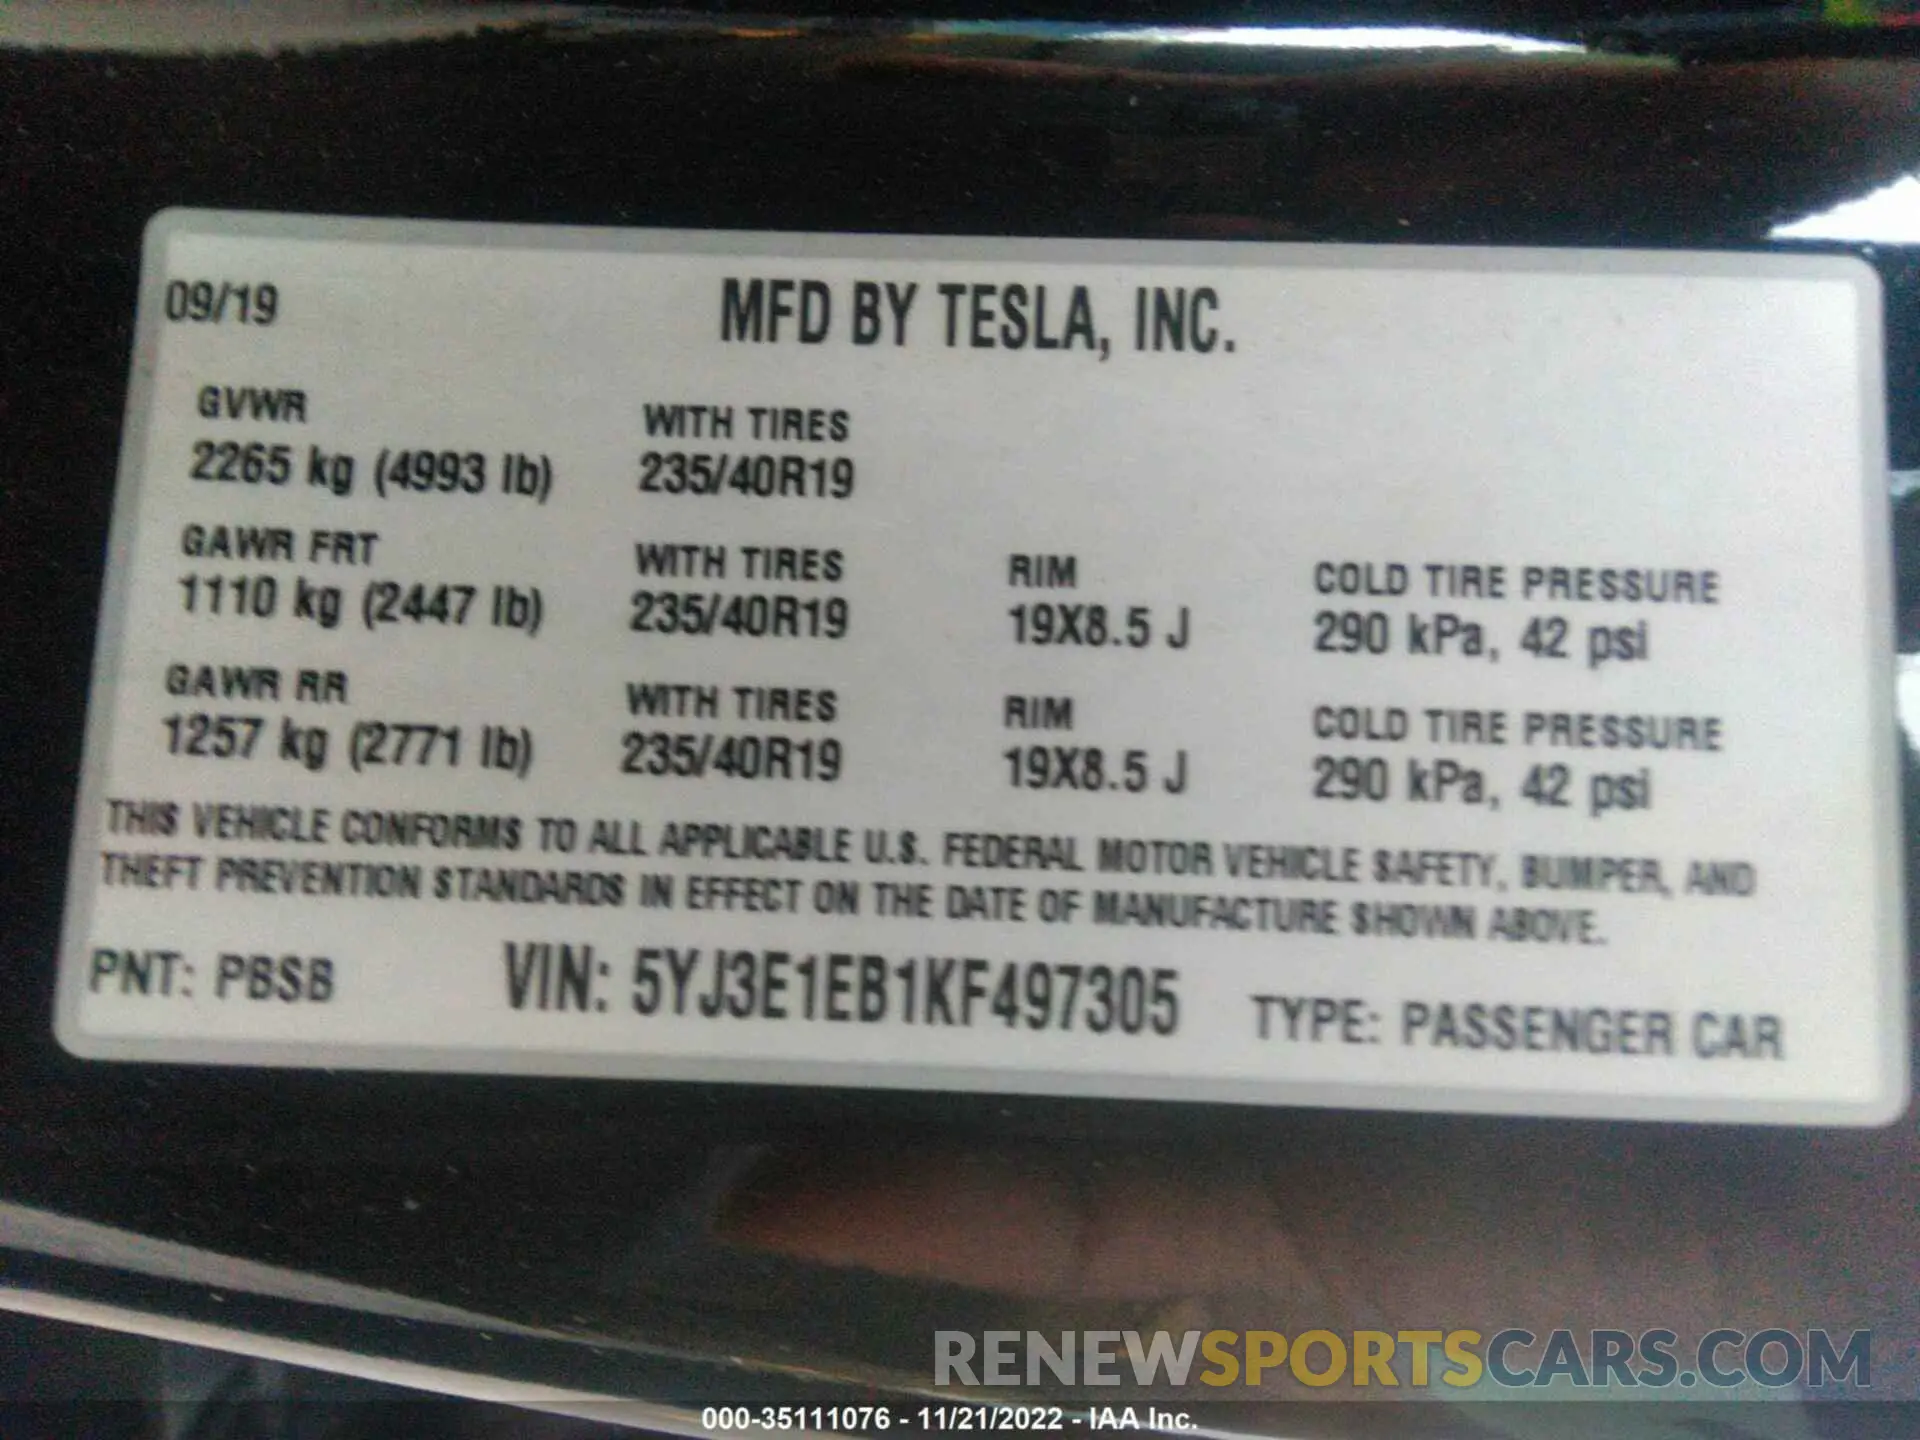 09/19 MFD BY TESLA, INC.
GVWR WITH TIRES
2265 kg (4993 lb) 235/40R19
GAWR FRT WITH TIRES RIM COLD TIRE PRESSURE
1110 kg (2447 lb) 235/40R19 19X8.5 J 290 kPa, 42 psi
GAWR RR WITH TIRES RIM COLD TIRE PRESSURE
1257 kg (2771 lb) 235/40R19 19X8.5 J 290 kPa, 42 psi
THIS VEHICLE CONFORMS TO ALL APPLICABLE U.S. FEDERAL MOTOR VEHICLE SAFETY, BUMPER, AND
THEFT PREVENTION STANDARDS IN EFFECT ON THE DATE OF MANUFACTURE SHOWN ABOVE.
PNT: PBSB VIN: 5YJ3E1EB1KF497305 TYPE: PASSENGER CAR
RENEWSPORTSCARS.COM
000-35111076 - 11/21/2022 - IAA Inc.